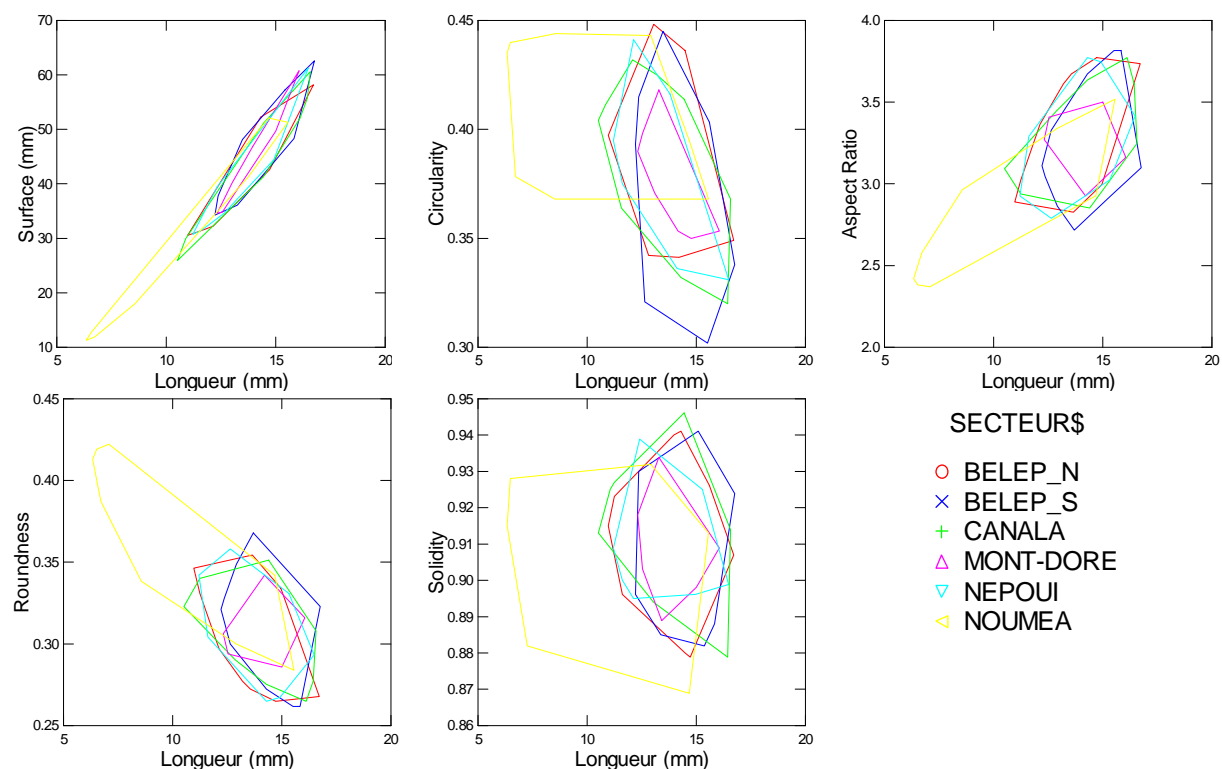 70
60
50
40
30
20
10
Surface (mm)
5 10 15 20
Longueur (mm)
0.45
0.40
0.35
0.30
Circularity
5 10 15 20
Longueur (mm)
4.0
3.5
3.0
2.5
2.0
Aspect Ratio
5 10 15 20
Longueur (mm)
0.45
0.40
0.35
0.30
0.25
Roundness
5 10 15 20
Longueur (mm)
0.95
0.94
0.93
0.92
0.91
0.90
0.89
0.88
0.87
0.86
Solidity
5 10 15 20
Longueur (mm)
SECTEUR$
BELEP_N
BELEP_S
CANALA
MONT-DORE
NEPOUI
NOUMEA